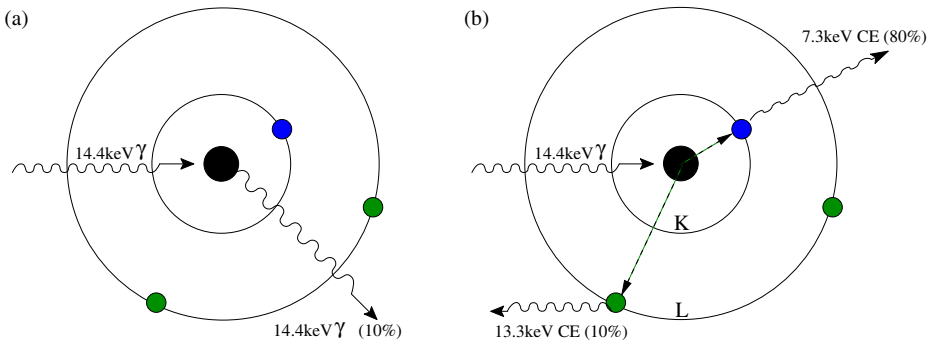 (a)
14.4keV γ
14.4keV γ (10%)
(b)
7.3keV CE (80%)
14.4keV γ
K
L
13.3keV CE (10%)